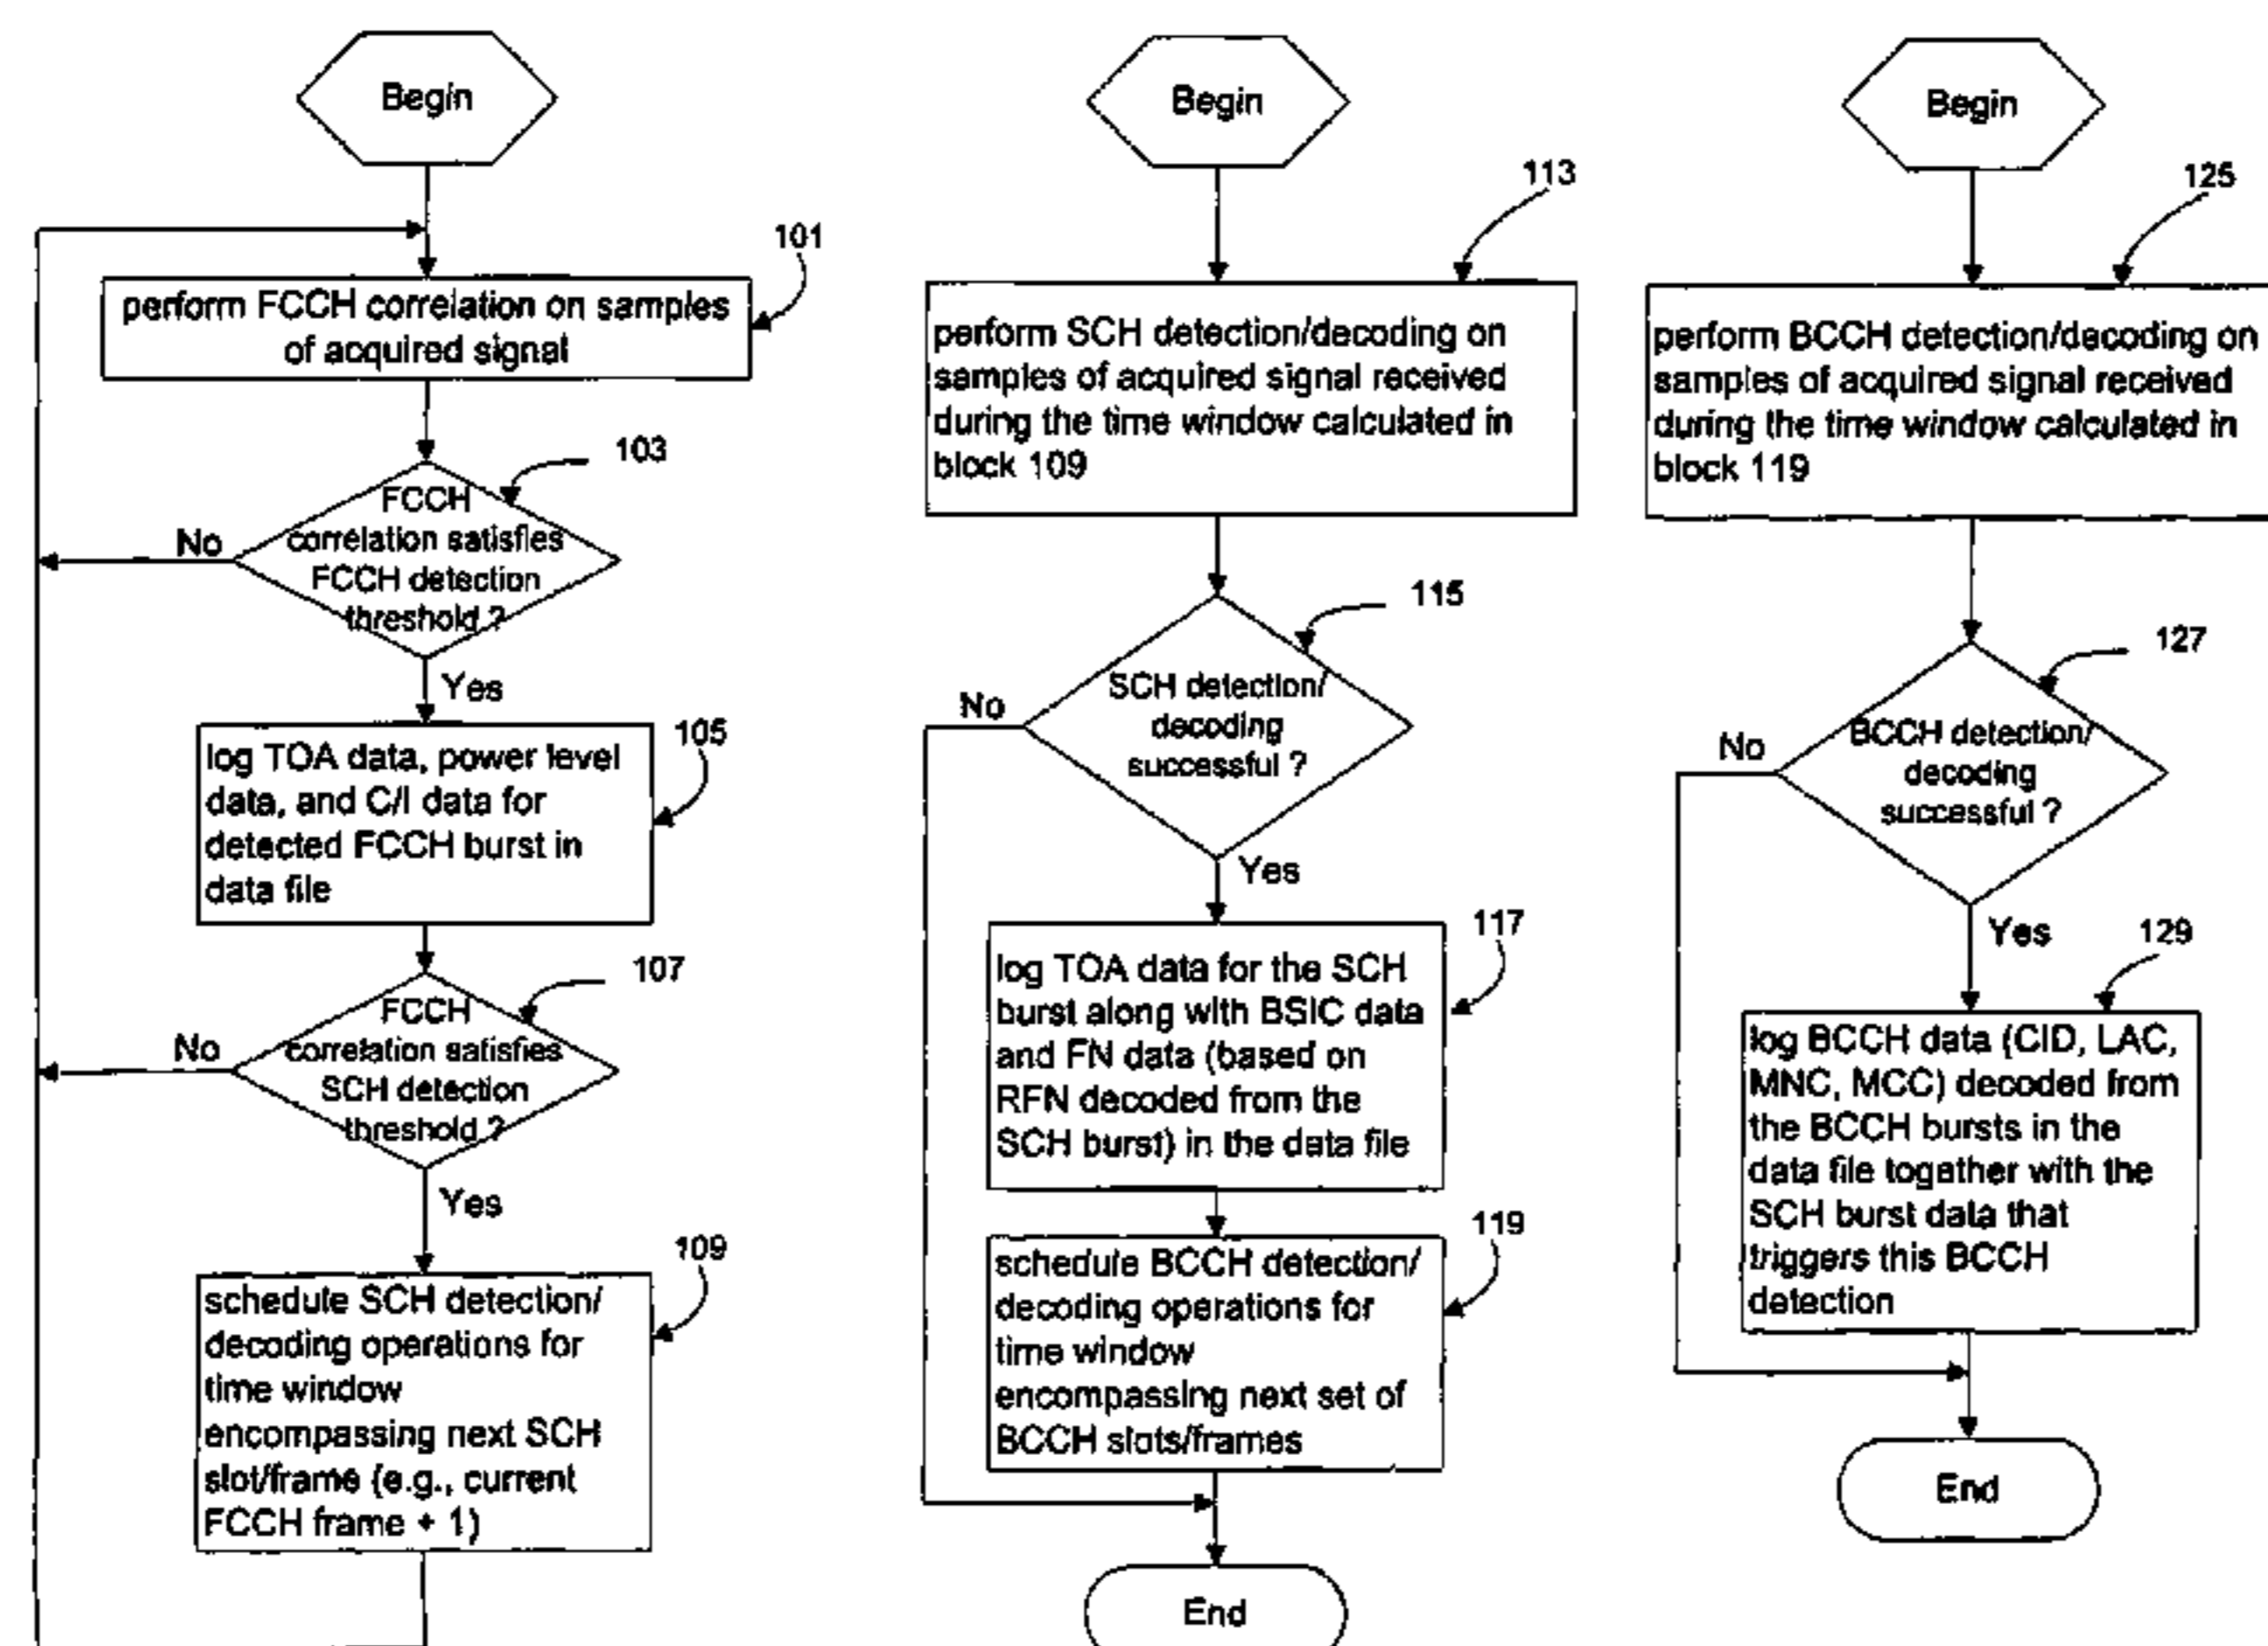 Begin
101
perform FCCH correlation on samples
of acquired signal
103
FCCH
correlation satisfies
FCCH detection
threshold ?
No
Yes
105
log TOA data, power level
data, and C/I data for
detected FCCH burst in
data file
107
FCCH
correlation satisfies
SCH detection
threshold ?
No
Yes
109
schedule SCH detection/
decoding operations for
time window
encompassing next SCH
slot/frame (e.g., current
FCCH frame + 1)
Begin
113
perform SCH detection/decoding on
samples of acquired signal received
during the time window calculated in
block 109
115
SCH detection/
decoding
successful ?
No
Yes
117
log TOA data for the SCH
burst along with BSIC data
and FN data (based on
RFN decoded from the
SCH burst) in the data file
119
schedule BCCH detection/
decoding operations for
time window
encompassing next set of
BCCH slots/frames
End
Begin
125
perform BCCH detection/decoding on
samples of acquired signal received
during the time window calculated in
block 119
127
BCCH detection/
decoding
successful ?
No
Yes
129
log BCCH data (CID, LAC,
MNC, MCC) decoded from
the BCCH bursts in the
data file together with the
SCH burst data that
triggers this BCCH
detection
End